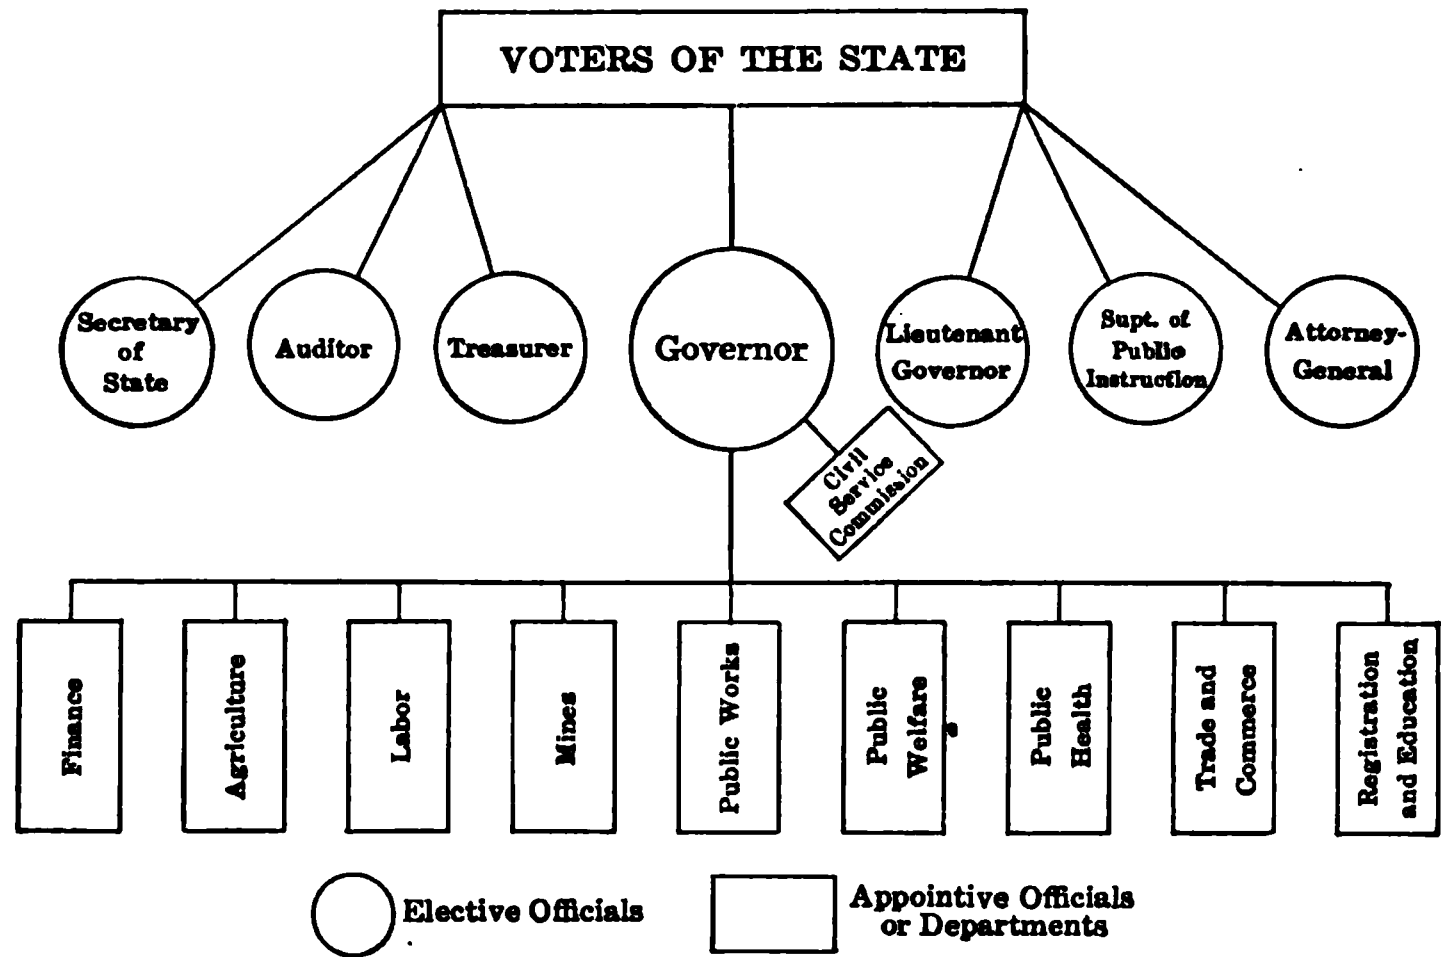 VOTERS OF THE STATE
Secretary
of
State
Auditor
Treasurer
Governor
Lieutenant
Governor
Supt. of
Public
Instruction
Attorney-
General
Civil
Service
Commission
Finance
Agriculture
Labor
Mines
Public Works
Public
Welfare
Public
Health
Trade and
Commerce
Registration
and Education
Elective Officials
Appointive Officials
or Departments